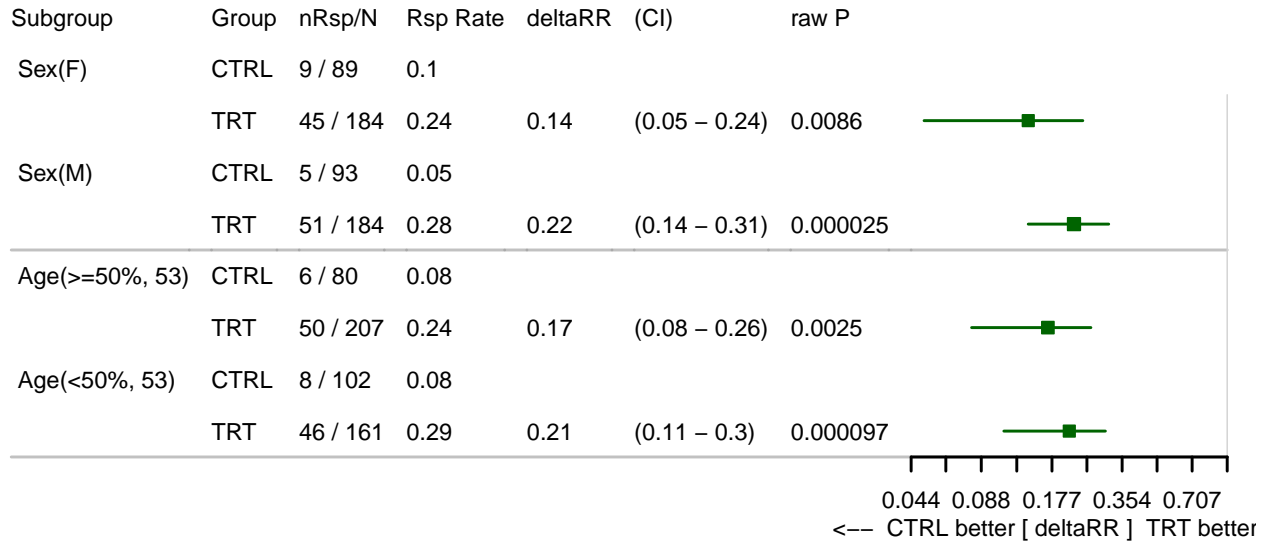 Subgroup Group nRsp/N Rsp Rate deltaRR (CI) raw P
Sex(F) CTRL 9 / 89 0.1
TRT 45 / 184 0.24 0.14 (0.05 − 0.24) 0.0086
Sex(M) CTRL 5 / 93 0.05
TRT 51 / 184 0.28 0.22 (0.14 − 0.31) 0.000025
Age(>=50%, 53) CTRL 6 / 80 0.08
TRT 50 / 207 0.24 0.17 (0.08 − 0.26) 0.0025
Age(<50%, 53) CTRL 8 / 102 0.08
TRT 46 / 161 0.29 0.21 (0.11 − 0.3) 0.000097
0.044 0.088 0.177 0.354 0.707
<−− CTRL better [ deltaRR ] TRT better